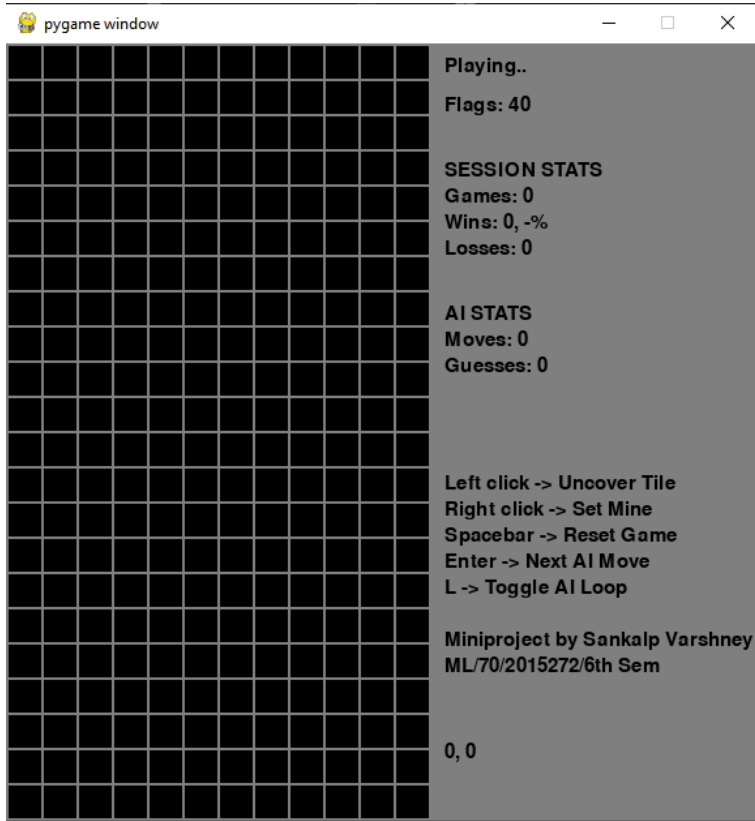 pygame window
Playing..
Flags: 40
SESSION STATS
Games: 0
Wins: 0, -%
Losses: 0
AI STATS
Moves: 0
Guesses: 0
Left click -> Uncover Tile
Right click -> Set Mine
Spacebar -> Reset Game
Enter -> Next AI Move
L -> Toggle AI Loop
Miniproject by Sankalp Varshney
ML/70/2015272/6th Sem
0, 0